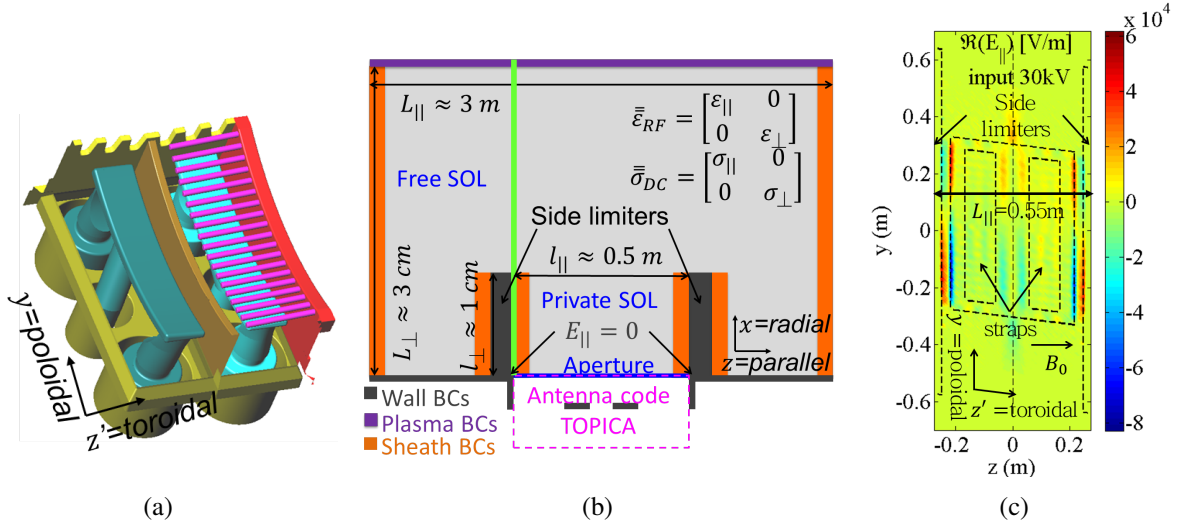 y=poloidal
z'=toroidal
(a)
L|| ≈ 3 m
ε̿RF = [ε|| 0
0 ε⊥]
σ̿DC = [σ|| 0
0 σ⊥]
Free SOL
Side limiters
l|| ≈ 0.5 m
L⊥ ≈ 3 cm
l⊥ ≈ 1 cm
Private SOL
E|| = 0
Aperture
x=radial
z=parallel
Antenna code
TOPICA
Wall BCs
Plasma BCs
Sheath BCs
(b)
x 10⁴
ℜ(E||) [V/m]
input 30kV
Side
limiters
L||=0.55m
straps
y=poloidal
B₀
z'=toroidal
y (m)
0.6
0.4
0.2
0
-0.2
-0.4
-0.6
-0.2
0
0.2
z (m)
6
4
2
0
-2
-4
-6
-8
(c)